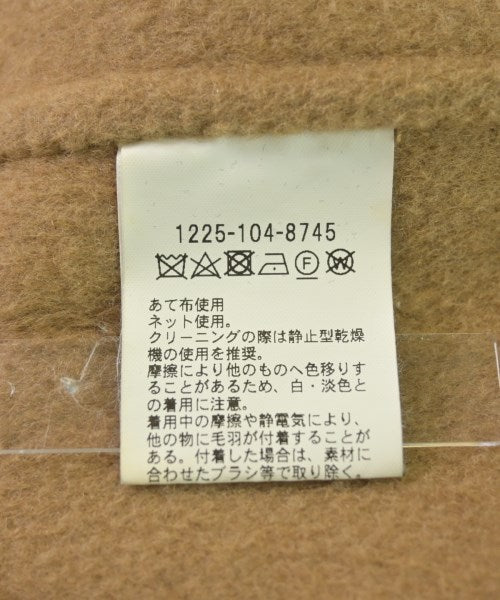 1225-104-8745
F W
あて布使用
ネット使用。
クリーニングの際は静止型乾燥
機の使用を推奨。
摩擦により他のものへ色移りす
ることがあるため、白・淡色と
の着用に注意。
着用中の摩擦や静電気により、
他の物に毛羽が付着することが
ある。付着した場合は、素材に
合わせたブラシ等で取り除く。